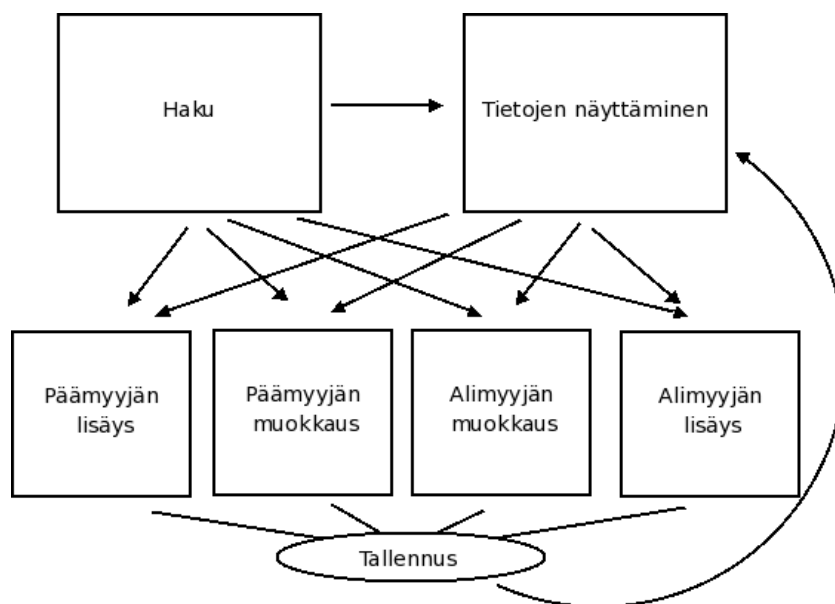 Haku
Tietojen näyttäminen
Päämyyjän
lisäys
Päämyyjän
muokkaus
Alimyyjän
muokkaus
Alimyyjän
lisäys
Tallennus